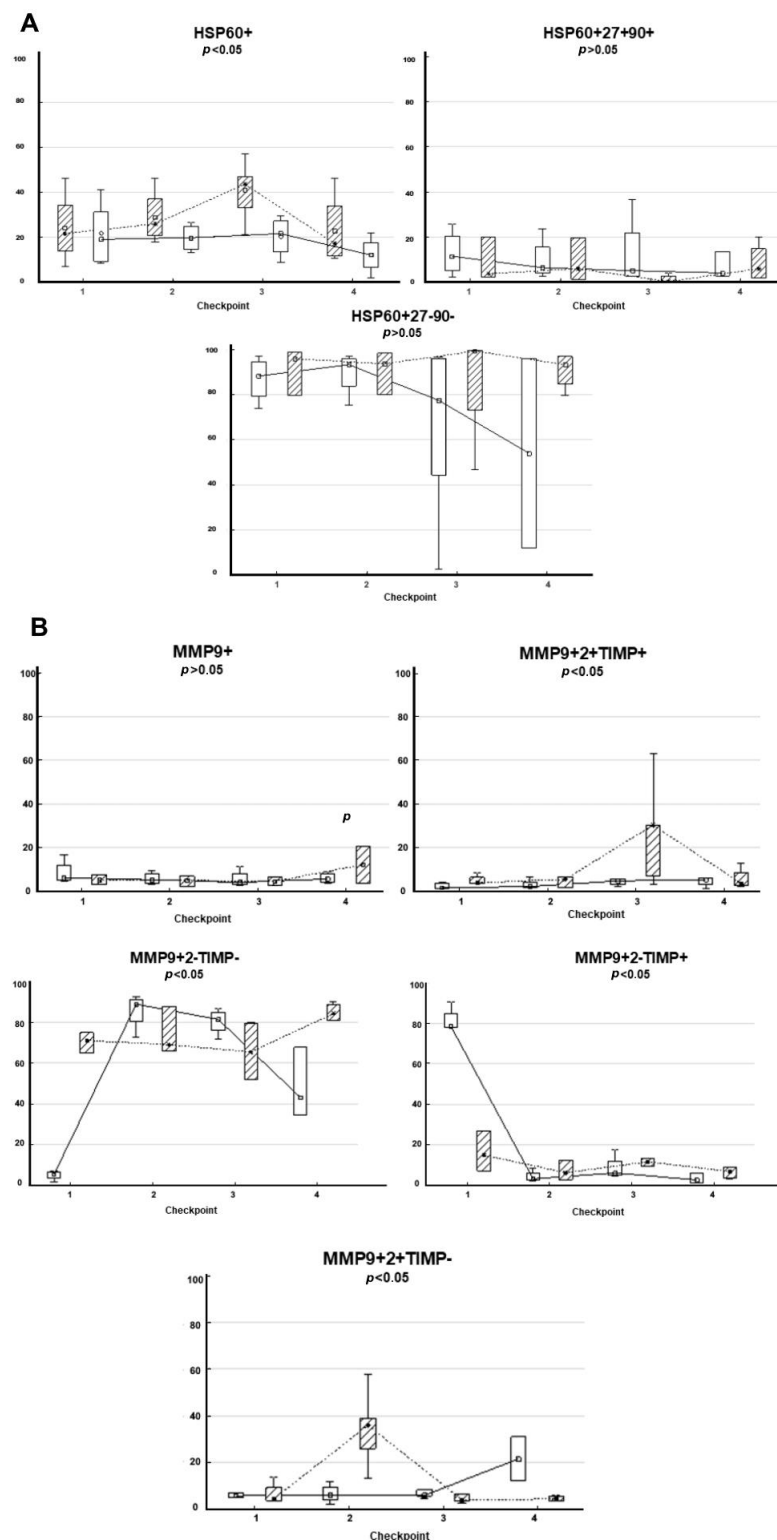 A
HSP60+
p<0.05
100
80
60
40
20
0
1 2 3 4
Checkpoint
HSP60+27+90+
p>0.05
100
80
60
40
20
0
1 2 3 4
Checkpoint
HSP60+27-90-
p>0.05
100
80
60
40
20
0
1 2 3 4
Checkpoint
B
MMP9+
p>0.05
100
80
60
40
20
0
p
1 2 3 4
MMP9+2+TIMP+
p<0.05
100
80
60
40
20
0
1 2 3 4
MMP9+2-TIMP-
p<0.05
100
80
60
40
20
0
1 2 3 4
Checkpoint
MMP9+2-TIMP+
p<0.05
100
80
60
40
20
0
1 2 3 4
Checkpoint
MMP9+2+TIMP-
p<0.05
100
80
60
40
20
0
1 2 3 4
Checkpoint